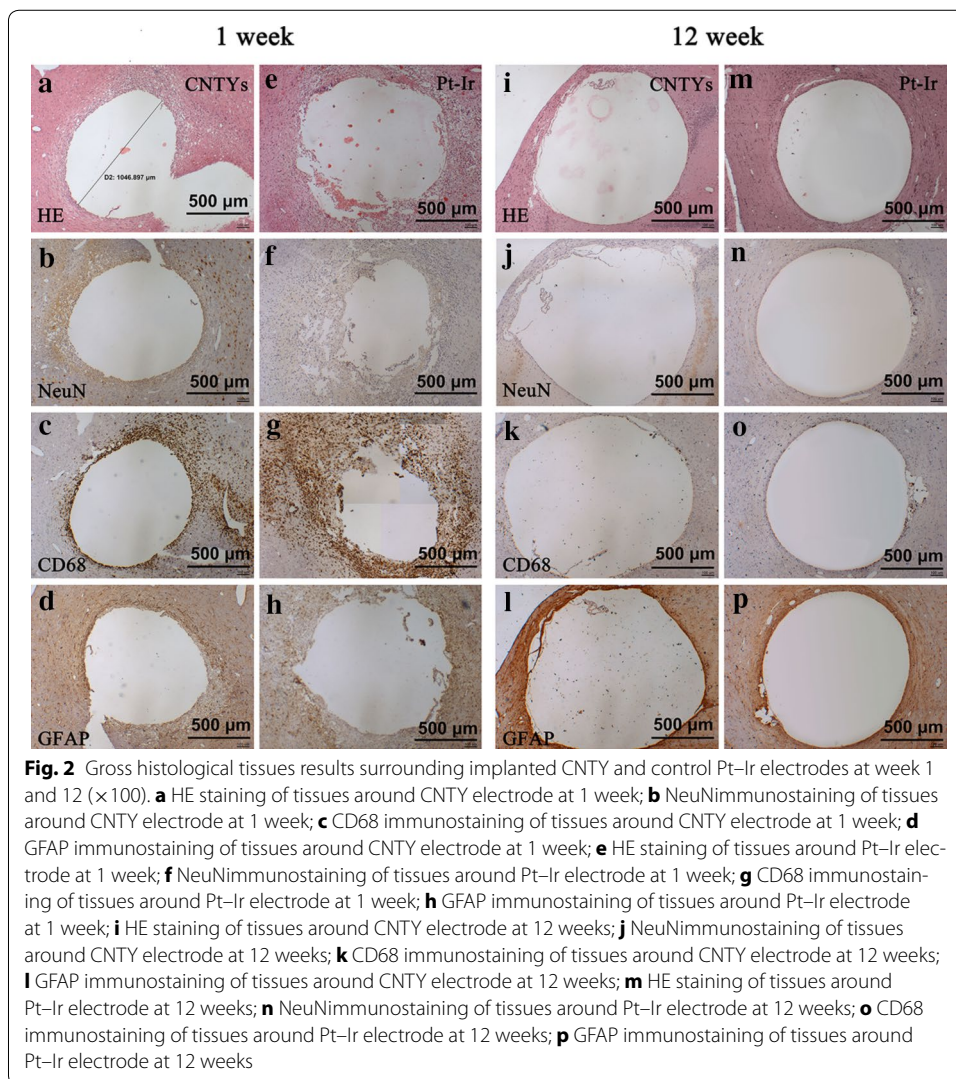 1 week
12 week
a
CNTYs
D2: 1046.897 µm
500 µm
HE
e
Pt-Ir
500 µm
i
CNTYs
500 µm
HE
m
Pt-Ir
500 µm
b
500 µm
NeuN
f
500 µm
j
500 µm
NeuN
n
500 µm
c
500 µm
CD68
g
500 µm
k
500 µm
CD68
o
500 µm
d
500 µm
GFAP
h
500 µm
l
500 µm
GFAP
p
500 µm
Fig. 2 Gross histological tissues results surrounding implanted CNTY and control Pt–Ir electrodes at week 1
and 12 (×100). a HE staining of tissues around CNTY electrode at 1 week; b NeuNimmunostaining of tissues
around CNTY electrode at 1 week; c CD68 immunostaining of tissues around CNTY electrode at 1 week; d
GFAP immunostaining of tissues around CNTY electrode at 1 week; e HE staining of tissues around Pt–Ir elec-
trode at 1 week; f NeuNimmunostaining of tissues around Pt–Ir electrode at 1 week; g CD68 immunostain-
ing of tissues around Pt–Ir electrode at 1 week; h GFAP immunostaining of tissues around Pt–Ir electrode
at 1 week; i HE staining of tissues around CNTY electrode at 12 weeks; j NeuNimmunostaining of tissues
around CNTY electrode at 12 weeks; k CD68 immunostaining of tissues around CNTY electrode at 12 weeks;
l GFAP immunostaining of tissues around CNTY electrode at 12 weeks; m HE staining of tissues around
Pt–Ir electrode at 12 weeks; n NeuNimmunostaining of tissues around Pt–Ir electrode at 12 weeks; o CD68
immunostaining of tissues around Pt–Ir electrode at 12 weeks; p GFAP immunostaining of tissues around
Pt–Ir electrode at 12 weeks